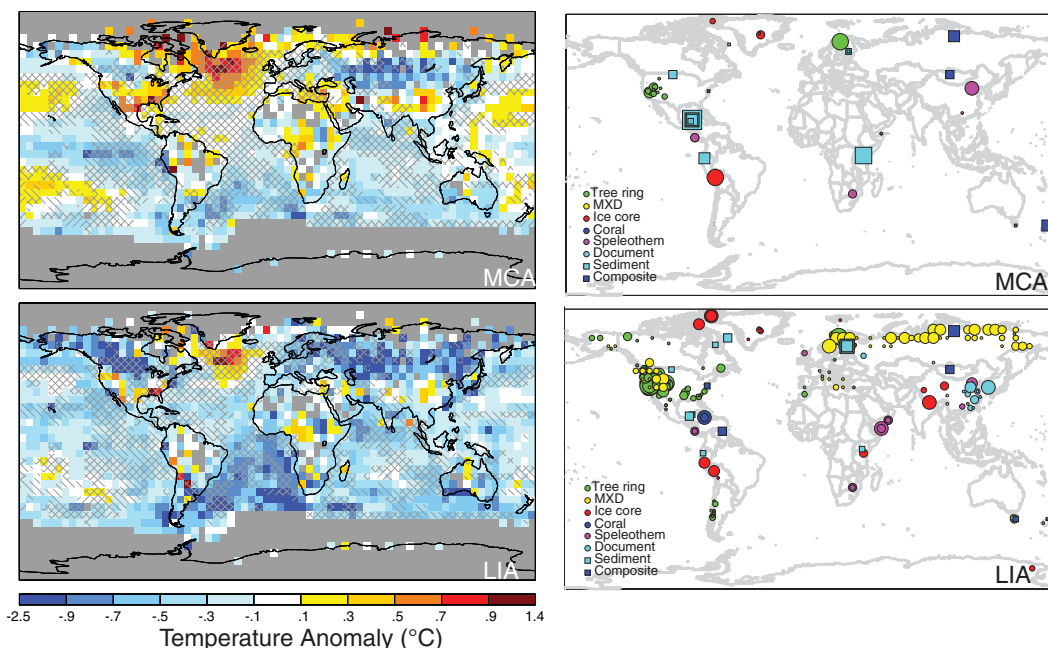 MCA
Tree ring
MXD
Ice core
Coral
Speleothem
Document
Sediment
Composite
MCA
LIA
Tree ring
MXD
Ice core
Coral
Speleothem
Document
Sediment
Composite
LIA
-2.5 -.9 -.7 -.5 -.3 -.1 .1 .3 .5 .7 .9 1.4
Temperature Anomaly (°C)